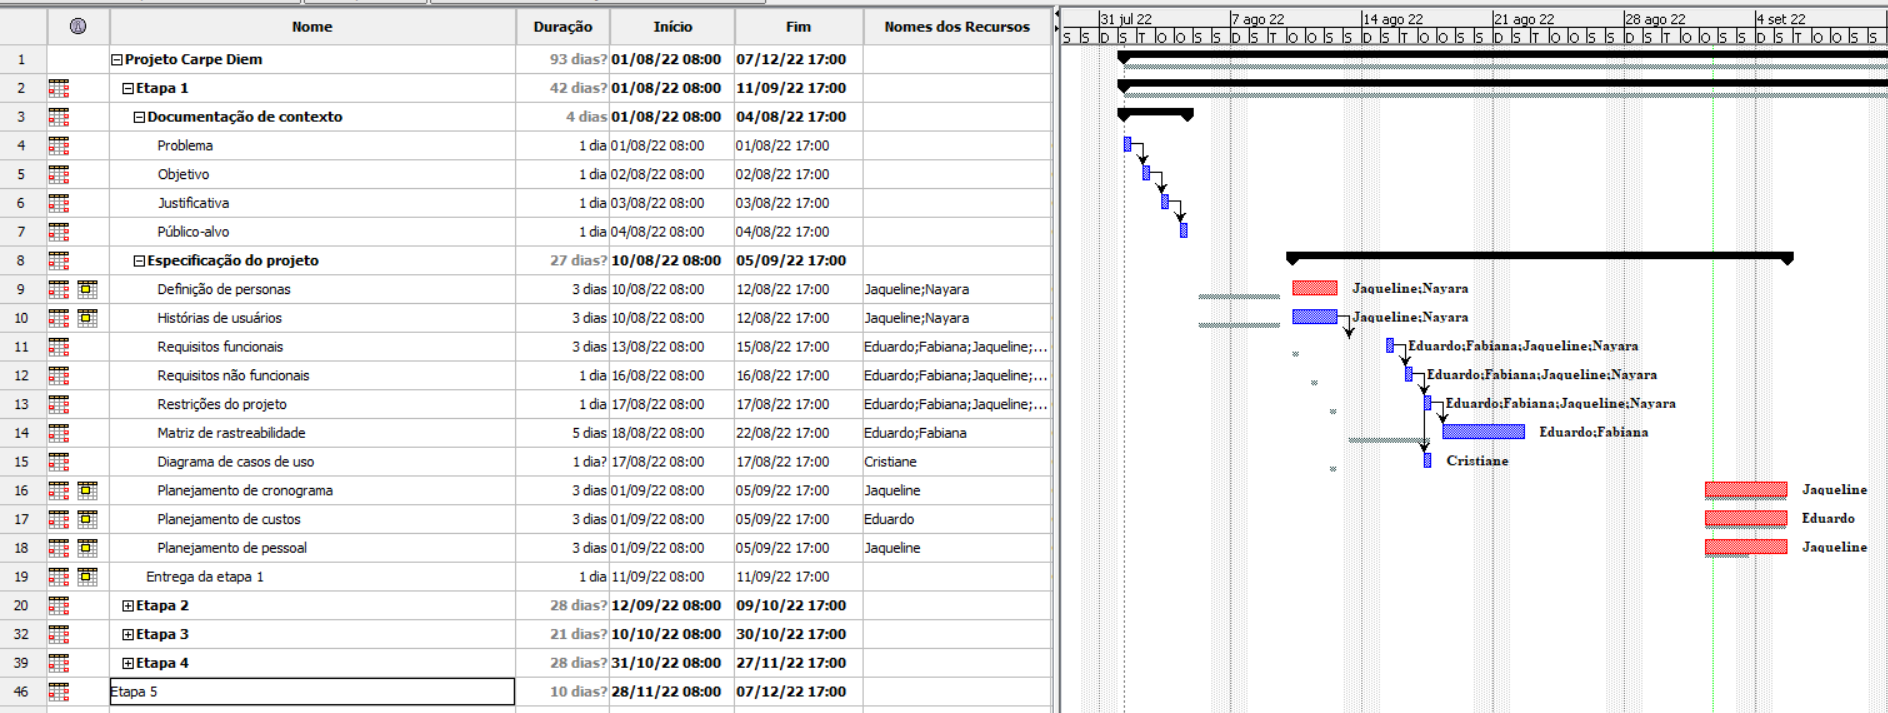 Nome Duração Início Fim Nomes dos Recursos
31 jul 22 7 ago 22 14 ago 22 21 ago 22 28 ago 22 4 set 22
S S D S T Q Q S S D S T Q Q S S D S T Q Q S S D S T Q Q S S D S T Q Q S S D S T Q Q S S
1 Projeto Carpe Diem 93 dias? 01/08/22 08:00 07/12/22 17:00
2 Etapa 1 42 dias? 01/08/22 08:00 11/09/22 17:00
3 Documentação de contexto 4 dias 01/08/22 08:00 04/08/22 17:00
4 Problema 1 dia 01/08/22 08:00 01/08/22 17:00
5 Objetivo 1 dia 02/08/22 08:00 02/08/22 17:00
6 Justificativa 1 dia 03/08/22 08:00 03/08/22 17:00
7 Público-alvo 1 dia 04/08/22 08:00 04/08/22 17:00
8 Especificação do projeto 27 dias? 10/08/22 08:00 05/09/22 17:00
9 Definição de personas 3 dias 10/08/22 08:00 12/08/22 17:00 Jaqueline;Nayara Jaqueline;Nayara
10 Histórias de usuários 3 dias 10/08/22 08:00 12/08/22 17:00 Jaqueline;Nayara Jaqueline;Nayara
11 Requisitos funcionais 3 dias 13/08/22 08:00 15/08/22 17:00 Eduardo;Fabiana;Jaqueline;... Eduardo;Fabiana;Jaqueline;Nayara
12 Requisitos não funcionais 1 dia 16/08/22 08:00 16/08/22 17:00 Eduardo;Fabiana;Jaqueline;... Eduardo;Fabiana;Jaqueline;Nayara
13 Restrições do projeto 1 dia 17/08/22 08:00 17/08/22 17:00 Eduardo;Fabiana;Jaqueline;... Eduardo;Fabiana;Jaqueline;Nayara
14 Matriz de rastreabilidade 5 dias 18/08/22 08:00 22/08/22 17:00 Eduardo;Fabiana Eduardo;Fabiana
15 Diagrama de casos de uso 1 dia? 17/08/22 08:00 17/08/22 17:00 Cristiane Cristiane
16 Planejamento de cronograma 3 dias 01/09/22 08:00 05/09/22 17:00 Jaqueline Jaqueline
17 Planejamento de custos 3 dias 01/09/22 08:00 05/09/22 17:00 Eduardo Eduardo
18 Planejamento de pessoal 3 dias 01/09/22 08:00 05/09/22 17:00 Jaqueline Jaqueline
19 Entrega da etapa 1 1 dia 11/09/22 08:00 11/09/22 17:00
20 Etapa 2 28 dias? 12/09/22 08:00 09/10/22 17:00
32 Etapa 3 21 dias? 10/10/22 08:00 30/10/22 17:00
39 Etapa 4 28 dias? 31/10/22 08:00 27/11/22 17:00
46 Etapa 5 10 dias? 28/11/22 08:00 07/12/22 17:00